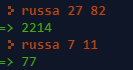 > russa 27 82
=> 2214
> russa 7 11
=> 77